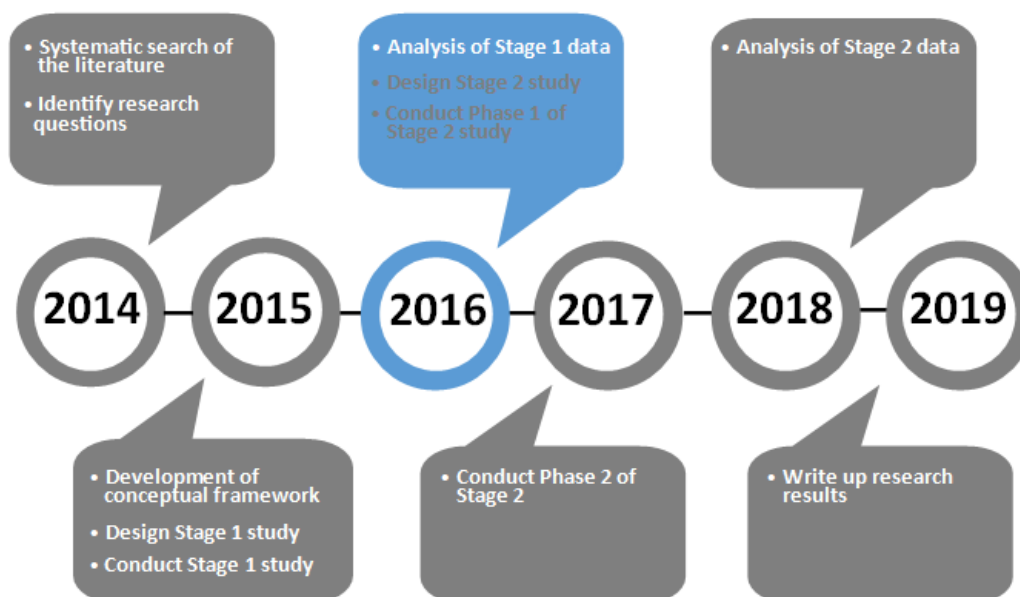 • Systematic search of
the literature
• Identify research
questions
• Analysis of Stage 1 data
• Design Stage 2 study
• Conduct Phase 1 of
Stage 2 study
• Analysis of Stage 2 data
2014
2015
2016
2017
2018
2019
• Development of
conceptual framework
• Design Stage 1 study
• Conduct Stage 1 study
• Conduct Phase 2 of
Stage 2
• Write up research
results